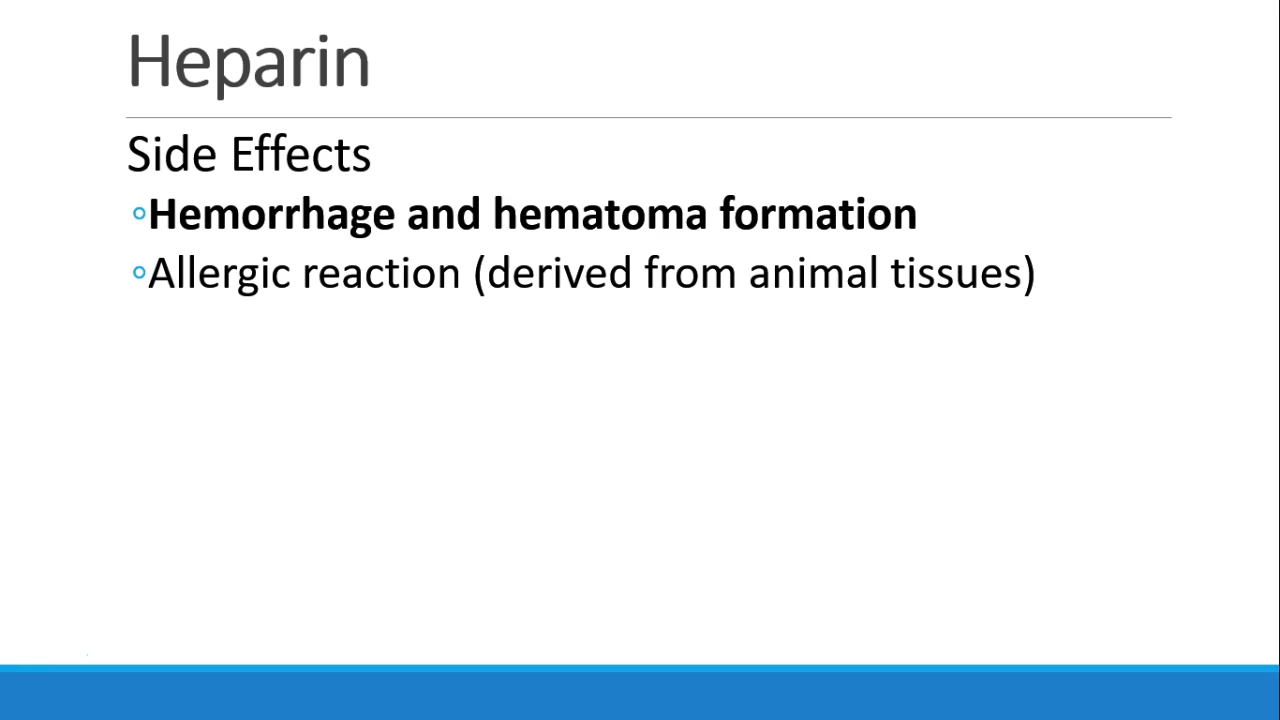 Heparin
Side Effects
◦Hemorrhage and hematoma formation
◦Allergic reaction (derived from animal tissues)